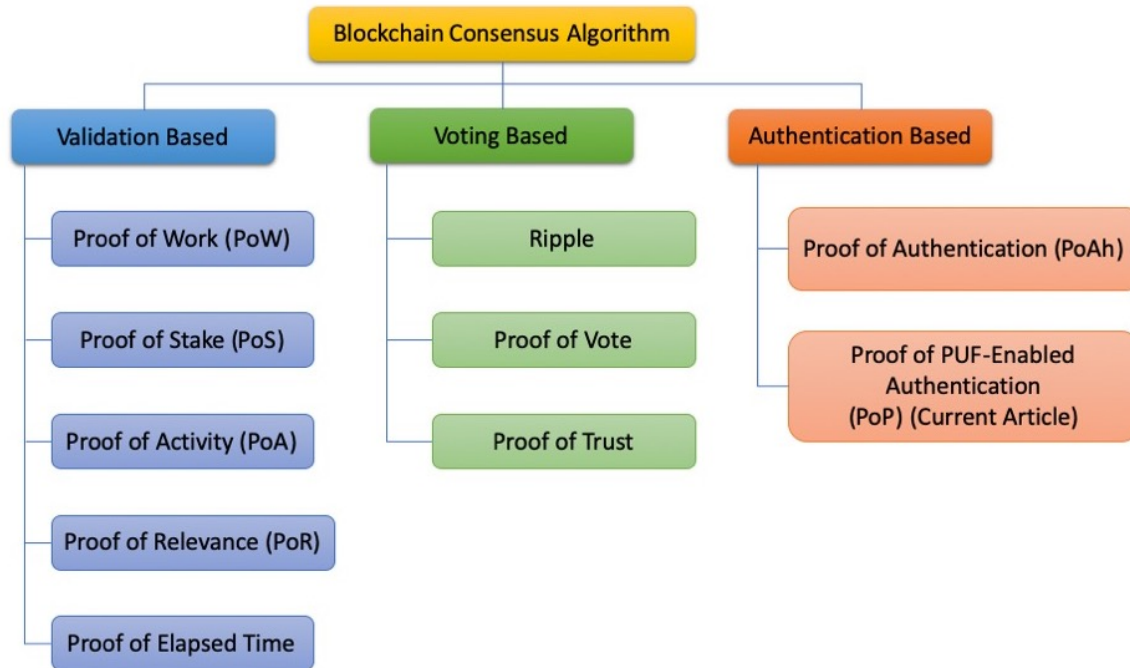 Blockchain Consensus Algorithm
Validation Based
Voting Based
Authentication Based
Proof of Work (PoW)
Proof of Stake (PoS)
Proof of Activity (PoA)
Proof of Relevance (PoR)
Proof of Elapsed Time
Ripple
Proof of Vote
Proof of Trust
Proof of Authentication (PoAh)
Proof of PUF-Enabled
Authentication
(PoP) (Current Article)